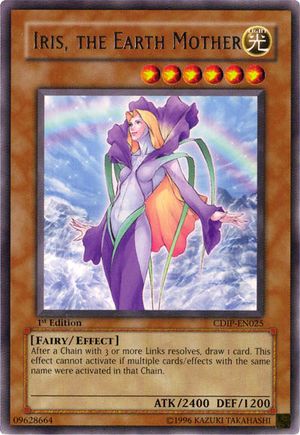 IRIS, THE EARTH MOTHER
LIGHT
光
1st Edition
CDIP-EN025
[FAIRY/EFFECT]
After a Chain with 3 or more Links resolves, draw 1 card. This
effect cannot activate if multiple cards/effects with the same
name were activated in that Chain.
ATK/2400 DEF/1200
09628664
©1996 KAZUKI TAKAHASHI